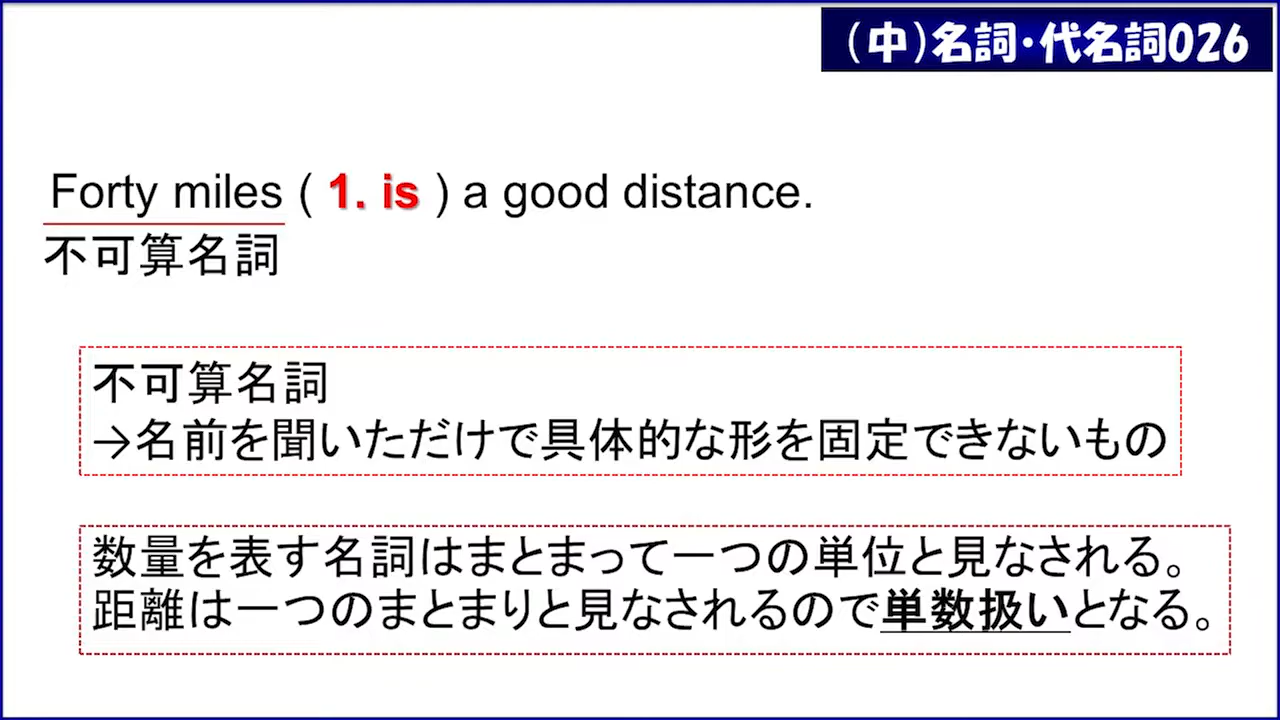 （中）名詞・代名詞026
Forty miles ( 1. is ) a good distance.
不可算名詞
不可算名詞
→名前を聞いただけで具体的な形を固定できないもの
数量を表す名詞はまとまって一つの単位と見なされる。
距離は一つのまとまりと見なされるので単数扱いとなる。